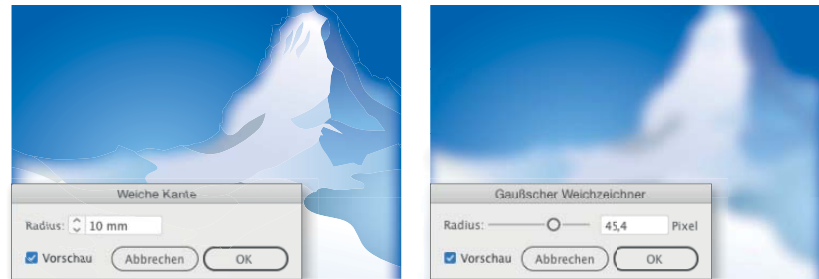 Weiche Kante
Radius: 10 mm
Vorschau Abbrechen OK
Gaußscher Weichzeichner
Radius: 45,4 Pixel
Vorschau Abbrechen OK